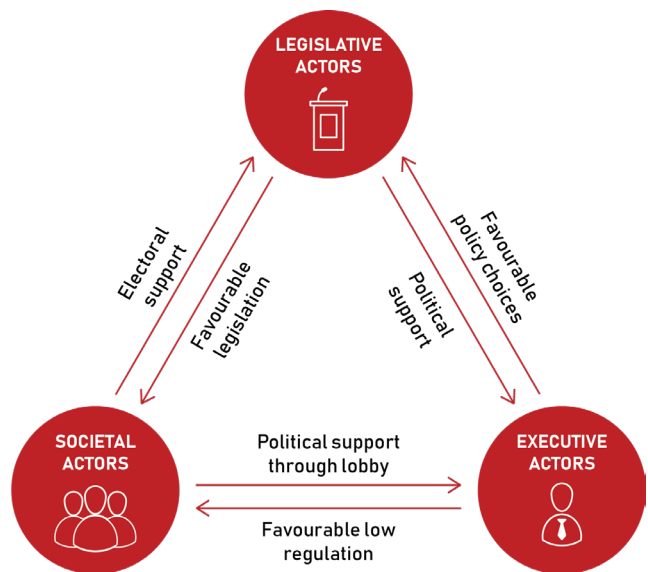 LEGISLATIVE
ACTORS
Electoral
support
Favourable
legislation
Favourable
policy choices
Political
support
SOCIETAL
ACTORS
Political support
through lobby
Favourable low
regulation
EXECUTIVE
ACTORS